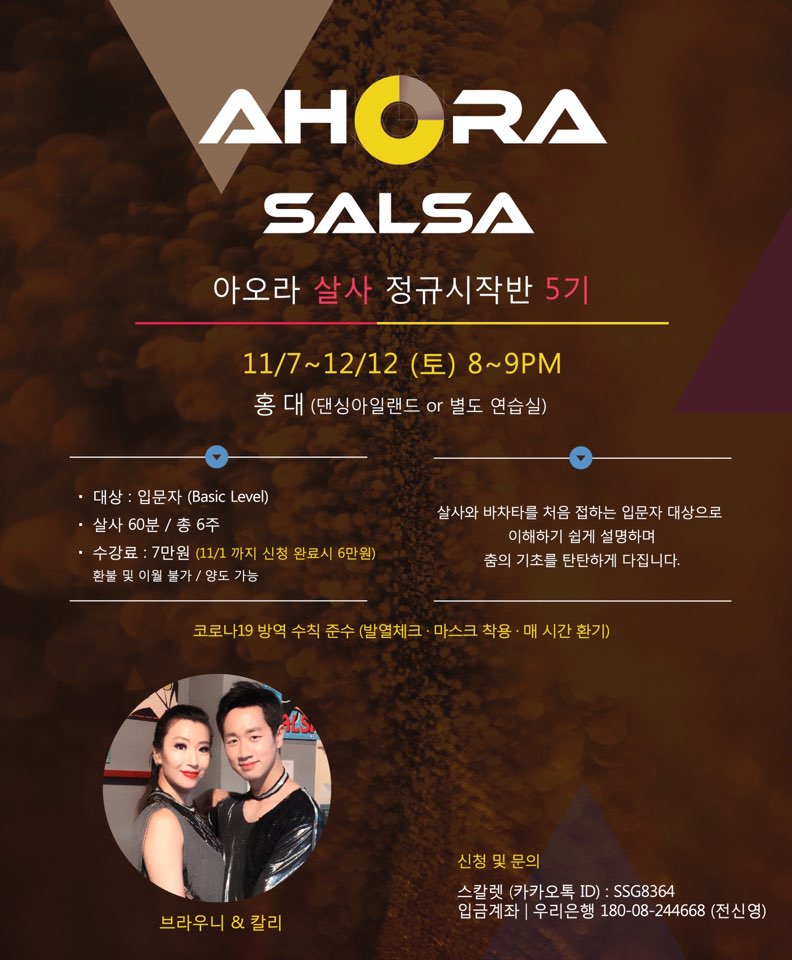 AHORA
SALSA
아오라 살사 정규시작반 5기
11/7~12/12 (토) 8~9PM
홍대 (댄싱아일랜드 or 별도 연습실)
· 대상 : 입문자 (Basic Level)
· 살사 60분 / 총 6주
· 수강료 : 7만원 (11/1 까지 신청 완료시 6만원)
환불 및 이월 불가 / 양도 가능
살사와 바차타를 처음 접하는 입문자 대상으로
이해하기 쉽게 설명하며
춤의 기초를 탄탄하게 다집니다.
코로나19 방역 수칙 준수 (발열체크 · 마스크 착용 · 매 시간 환기)
브라우니 & 칼리
신청 및 문의
스칼렛 (카카오톡 ID) : SSG8364
입금계좌 | 우리은행 180-08-244668 (전신영)